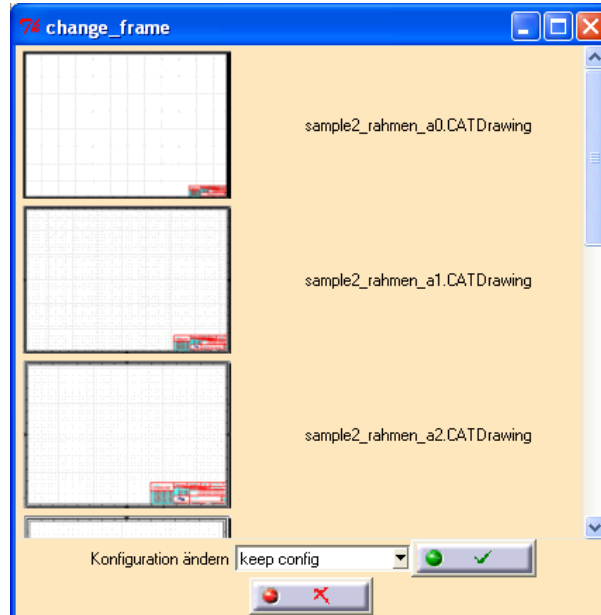 change_frame
sample2_rahmen_a0.CATDrawing
sample2_rahmen_a1.CATDrawing
sample2_rahmen_a2.CATDrawing
Konfiguration ändern keep config